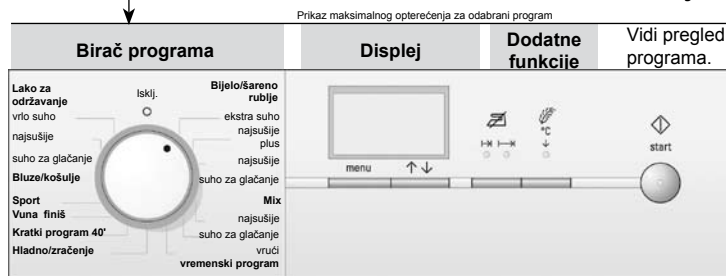 Prikaz maksimalnog opterećenja za odabrani program
Birač programa
Displej
Dodatne
funkcije
Vidi pregled
programa.
Lako za
održavanje
vrlo suho
najsušije
suho za glačanje
Bluze/košulje
Sport
Vuna finiš
Kratki program 40'
Hladno/zračenje
Isklj.
Bijelo/šareno
rublje
ekstra suho
najsušije
plus
najsušije
suho za glačanje
Mix
najsušije
suho za glačanje
vrući
vremenski program
menu
°C
start